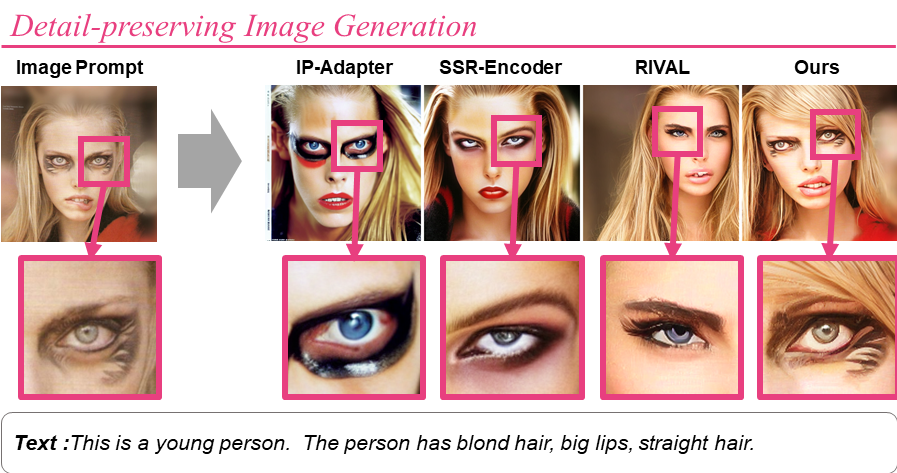 Detail-preserving Image Generation
Image Prompt
IP-Adapter
SSR-Encoder
RIVAL
Ours
Text :This is a young person.  The person has blond hair, big lips, straight hair.